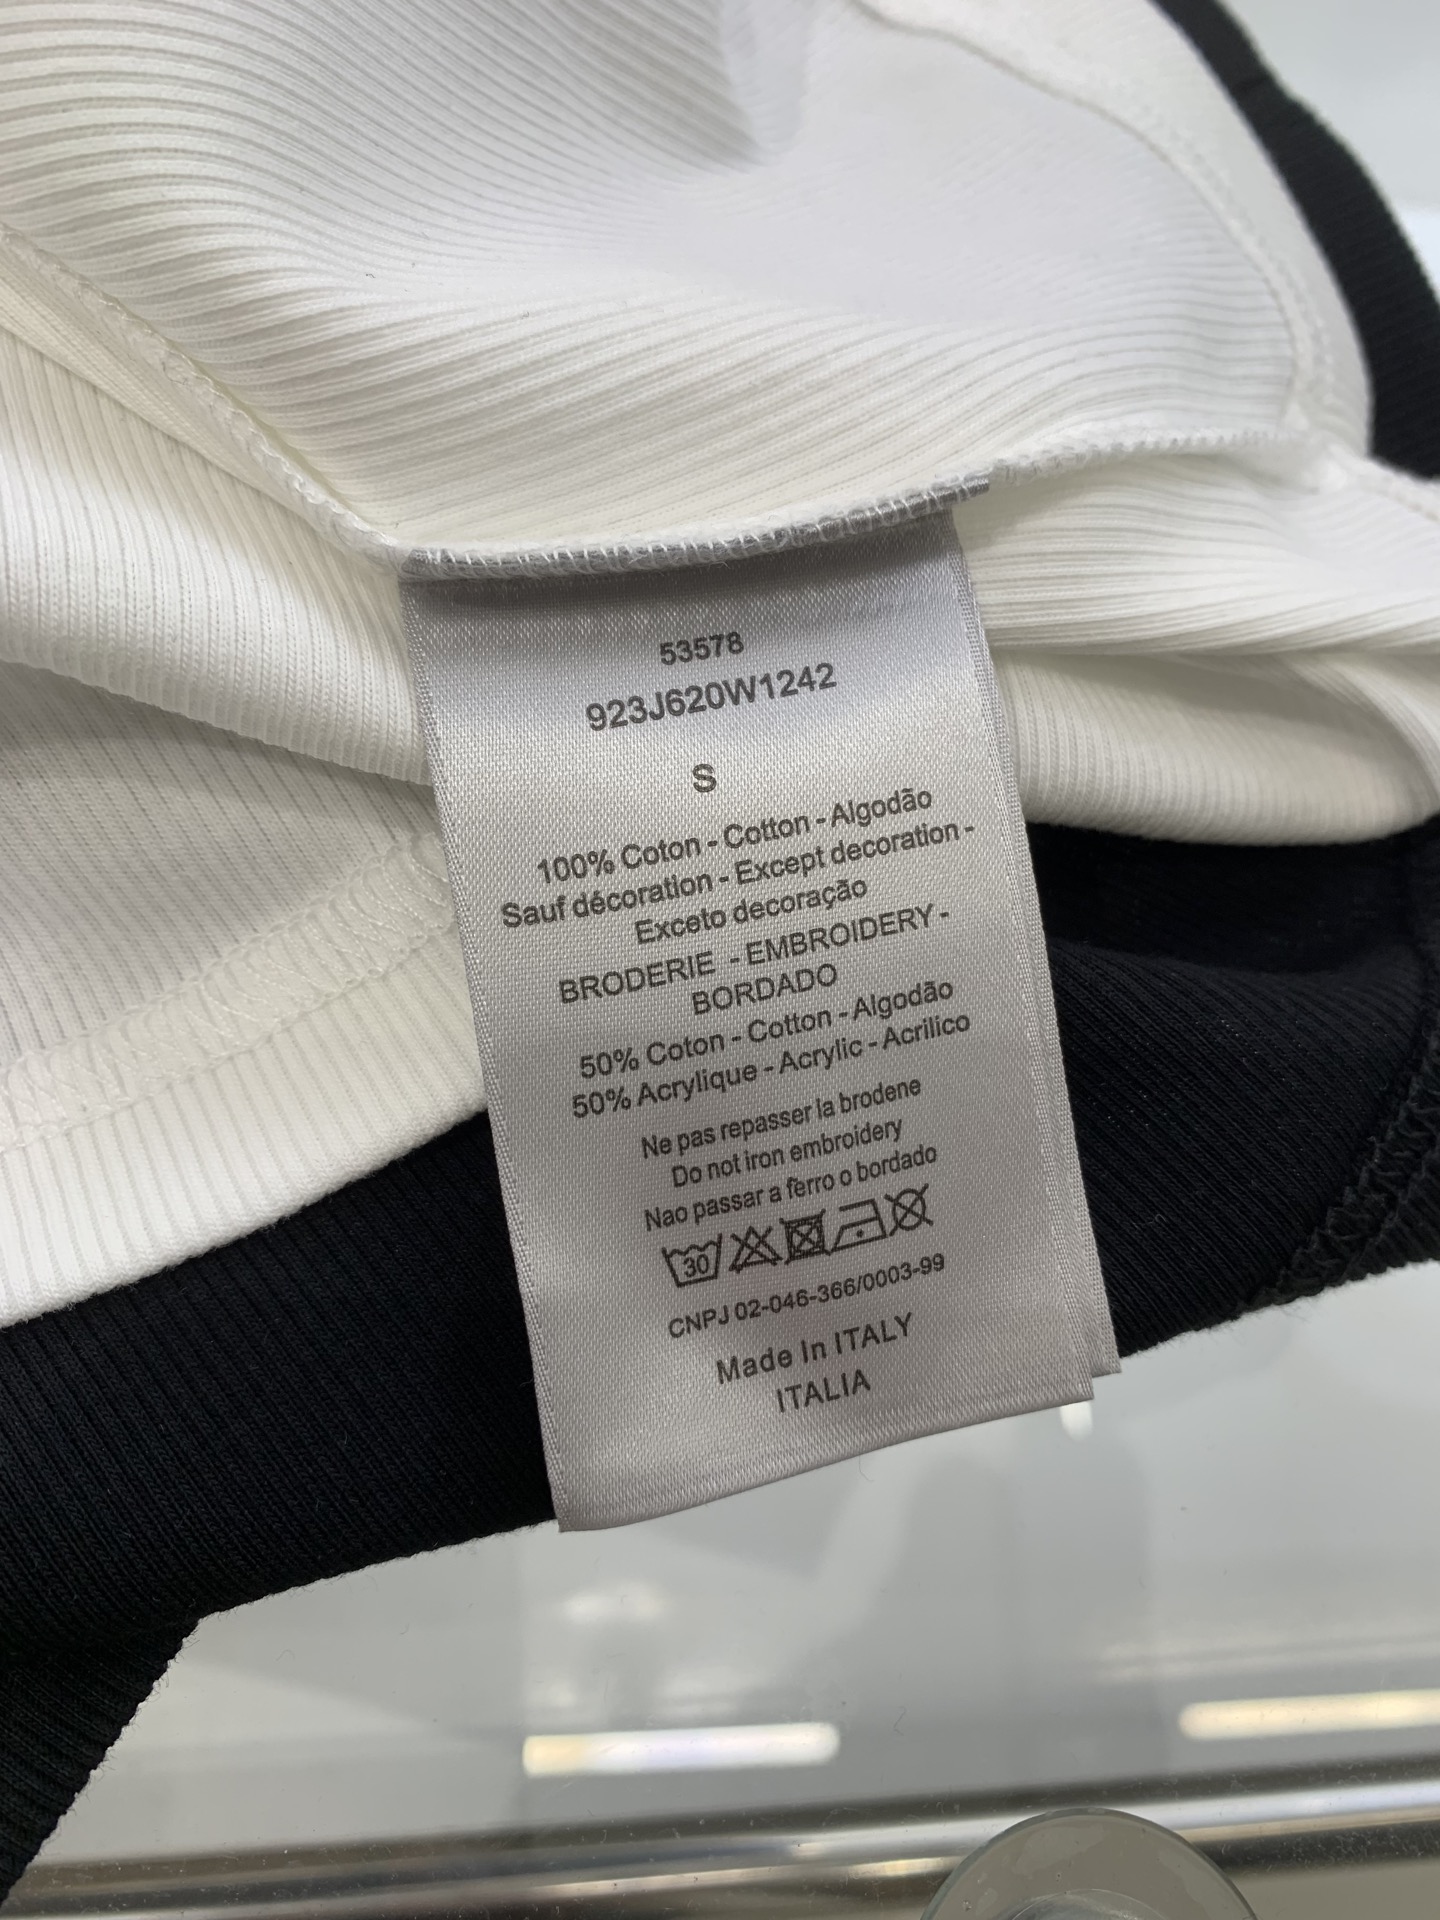 53578
923J620W1242
S
100% Coton - Cotton - Algodão
Sauf décoration - Except decoration -
Exceto decoração
BRODERIE - EMBROIDERY -
BORDADO
50% Coton - Cotton - Algodão
50% Acrylique - Acrylic - Acrilico
Ne pas repasser la brodene
Do not iron embroidery
Nao passar a ferro o bordado
30
CNPJ 02-046-366/0003-99
Made In ITALY
ITALIA